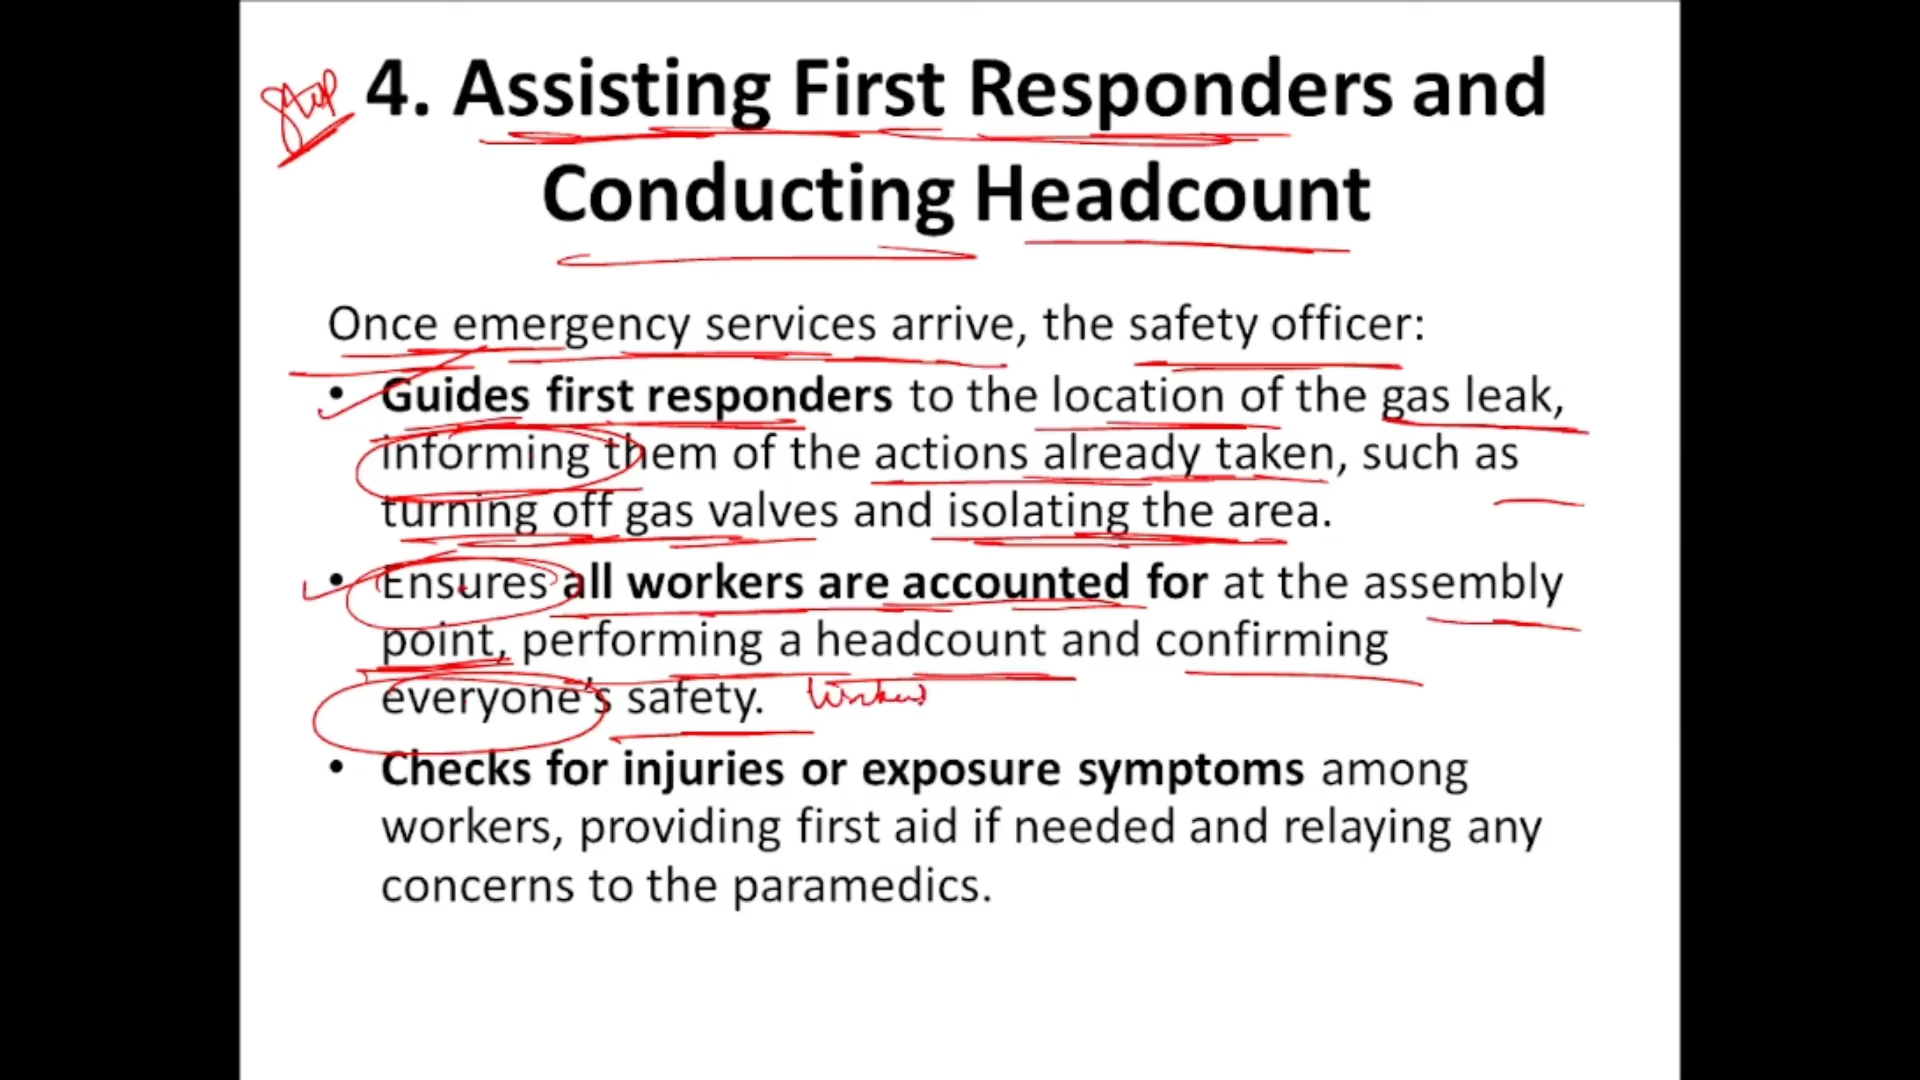 Step 4. Assisting First Responders and
Conducting Headcount
Once emergency services arrive, the safety officer:
• Guides first responders to the location of the gas leak,
informing them of the actions already taken, such as
turning off gas valves and isolating the area.
• Ensures all workers are accounted for at the assembly
point, performing a headcount and confirming
everyone's safety. Workers
• Checks for injuries or exposure symptoms among
workers, providing first aid if needed and relaying any
concerns to the paramedics.